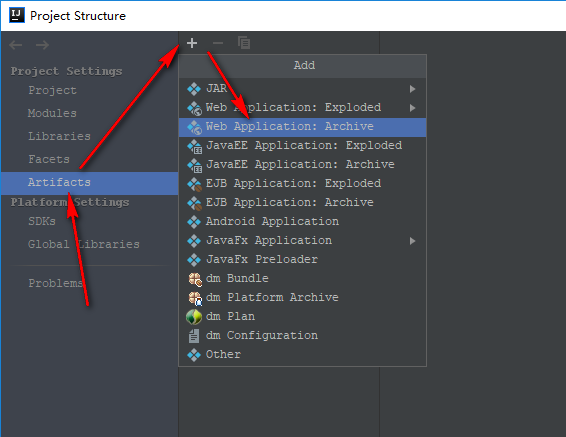 IJ Project Structure
Project Settings
Project
Modules
Libraries
Facets
Artifacts
Platform Settings
SDKs
Global Libraries
Problems
Add
JAR
Web Application: Exploded
Web Application: Archive
JavaEE Application: Exploded
JavaEE Application: Archive
EJB Application: Exploded
EJB Application: Archive
Android Application
JavaFx Application
JavaFx Preloader
dm Bundle
dm Platform Archive
dm Plan
dm Configuration
Other